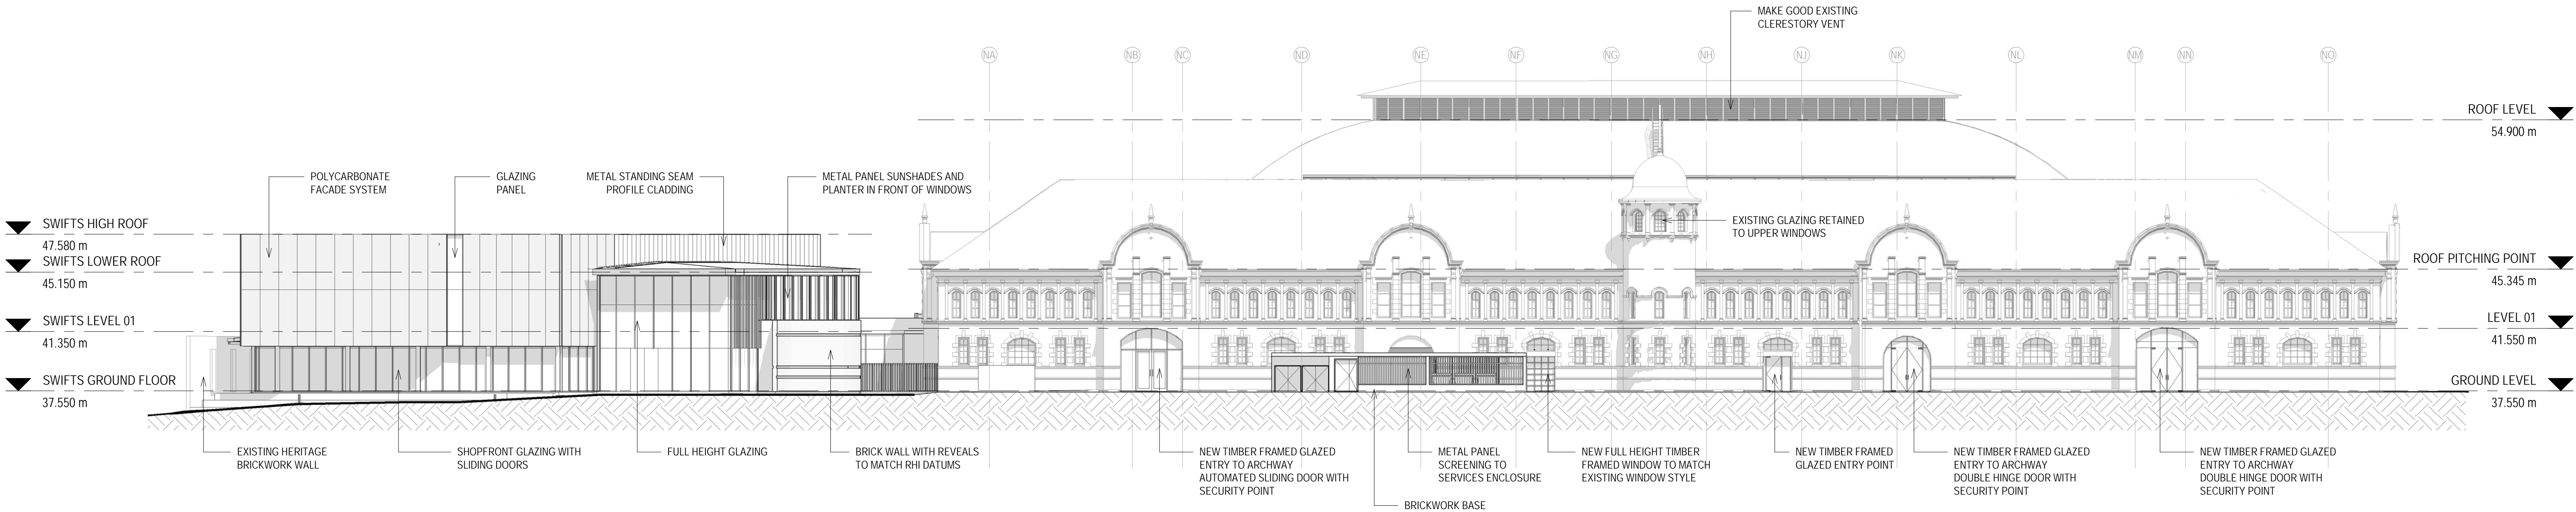 MAKE GOOD EXISTING
CLERESTORY VENT
NA
NB
NC
ND
NE
NF
NG
NH
NJ
NK
NL
NM
NN
NO
ROOF LEVEL
54.900 m
POLYCARBONATE
FACADE SYSTEM
GLAZING
PANEL
METAL STANDING SEAM
PROFILE CLADDING
METAL PANEL SUNSHADES AND
PLANTER IN FRONT OF WINDOWS
EXISTING GLAZING RETAINED
TO UPPER WINDOWS
SWIFTS HIGH ROOF
47.580 m
SWIFTS LOWER ROOF
45.150 m
SWIFTS LEVEL 01
41.350 m
SWIFTS GROUND FLOOR
37.550 m
ROOF PITCHING POINT
45.345 m
LEVEL 01
41.550 m
GROUND LEVEL
37.550 m
EXISTING HERITAGE
BRICKWORK WALL
SHOPFRONT GLAZING WITH
SLIDING DOORS
FULL HEIGHT GLAZING
BRICK WALL WITH REVEALS
TO MATCH RHI DATUMS
NEW TIMBER FRAMED GLAZED
ENTRY TO ARCHWAY
AUTOMATED SLIDING DOOR WITH
SECURITY POINT
METAL PANEL
SCREENING TO
SERVICES ENCLOSURE
BRICKWORK BASE
NEW FULL HEIGHT TIMBER
FRAMED WINDOW TO MATCH
EXISTING WINDOW STYLE
NEW TIMBER FRAMED
GLAZED ENTRY POINT
NEW TIMBER FRAMED GLAZED
ENTRY TO ARCHWAY
DOUBLE HINGE DOOR WITH
SECURITY POINT
NEW TIMBER FRAMED GLAZED
ENTRY TO ARCHWAY
DOUBLE HINGE DOOR WITH
SECURITY POINT